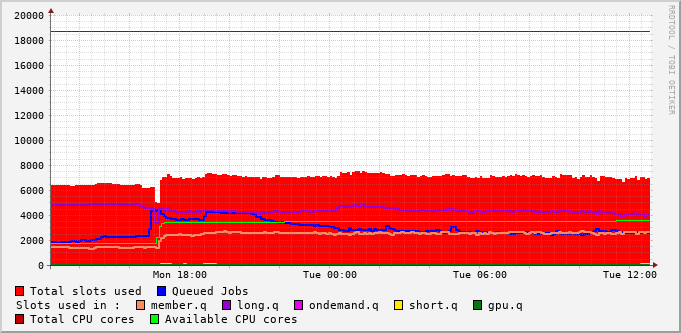 20000
18000
16000
14000
12000
10000
8000
6000
4000
2000
0
Mon 18:00 Tue 00:00 Tue 06:00 Tue 12:00
Total slots used Queued Jobs
Slots used in : member.q long.q ondemand.q short.q gpu.q
Total CPU cores Available CPU cores
RRDTOOL / TOBI OETIKER